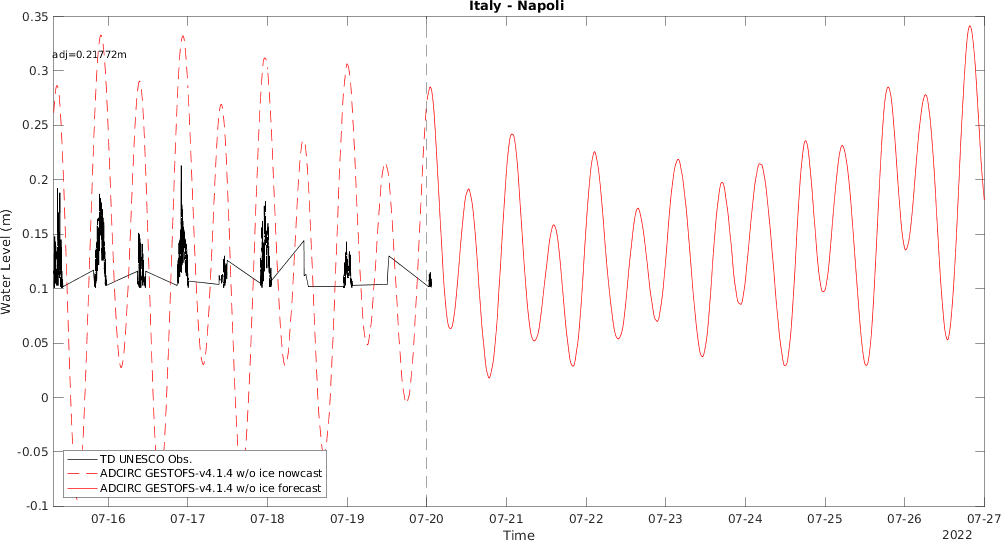 Italy - Napoli
0.35
adj=0.21772m
0.3
0.25
0.2
0.15
0.1
0.05
0
-0.05
-0.1
Water Level (m)
TD UNESCO Obs.
ADCIRC GESTOFS-v4.1.4 w/o ice nowcast
ADCIRC GESTOFS-v4.1.4 w/o ice forecast
07-16 07-17 07-18 07-19 07-20 07-21 07-22 07-23 07-24 07-25 07-26 07-27
Time
2022